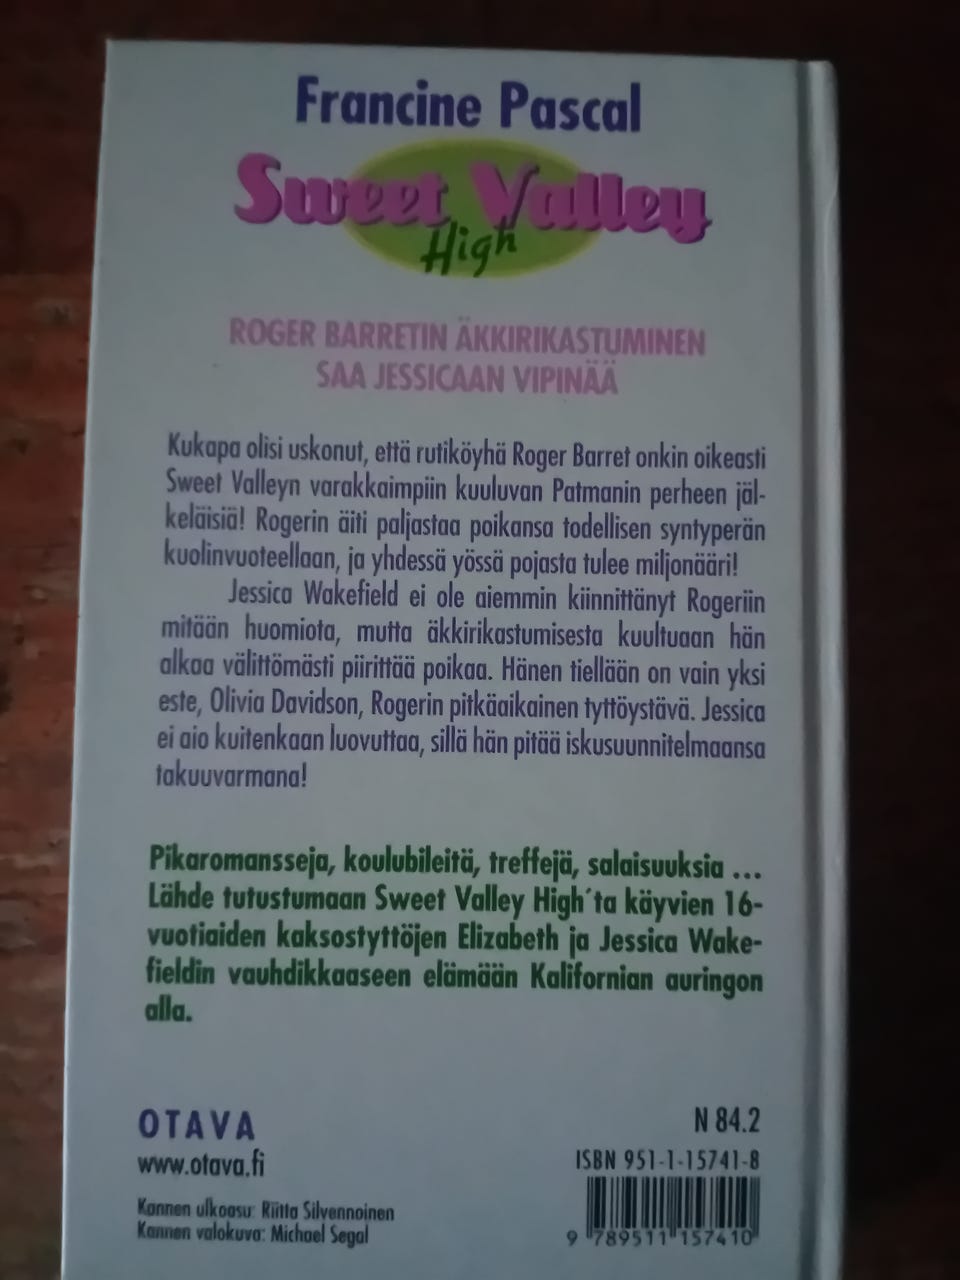 Francine Pascal
Sweet Valley
High
ROGER BARRETIN ÄKKIRIKASTUMINEN
SAA JESSICAAN VIPINÄÄ
Kukapa olisi uskonut, että rutiköyhä Roger Barret onkin oikeasti
Sweet Valleyn varakkaimpiin kuuluvan Patmanin perheen jäl-
keläisiä! Rogerin äiti paljastaa poikansa todellisen syntyperän
kuolinvuoteellaan, ja yhdessä yössä pojasta tulee miljonääri!
Jessica Wakefield ei ole aiemmin kiinnittänyt Rogeriin
mitään huomiota, mutta äkkirikastumisesta kuultuaan hän
alkaa välittömästi piirittää poikaa. Hänen tiellään on vain yksi
este, Olivia Davidson, Rogerin pitkäaikainen tyttöystävä. Jessica
ei aio kuitenkaan luovuttaa, sillä hän pitää iskusuunnitelmaansa
takuuvarmana!
Pikaromansseja, koulubileitä, treffejä, salaisuuksia ...
Lähde tutustumaan Sweet Valley High´ta käyvien 16-
vuotiaiden kaksostyttöjen Elizabeth ja Jessica Wake-
fieldin vauhdikkaaseen elämään Kalifornian auringon
alla.
OTAVA
www.otava.fi
Kannen ulkoasu: Riitta Silvennoinen
Kannen valokuva: Michael Segal
N 84.2
ISBN 951-1-15741-8
9 789511 157410